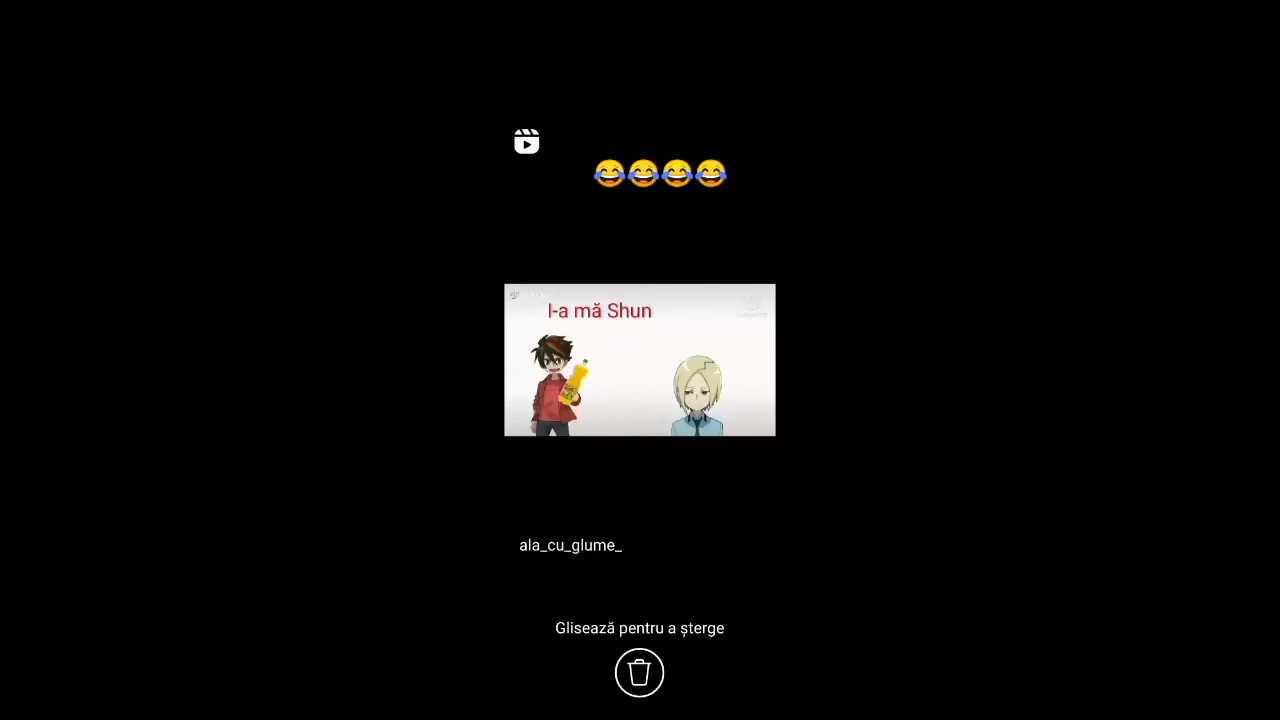 😂😂😂😂
I-a mă Shun
ala_cu_glume_
Glisează pentru a șterge